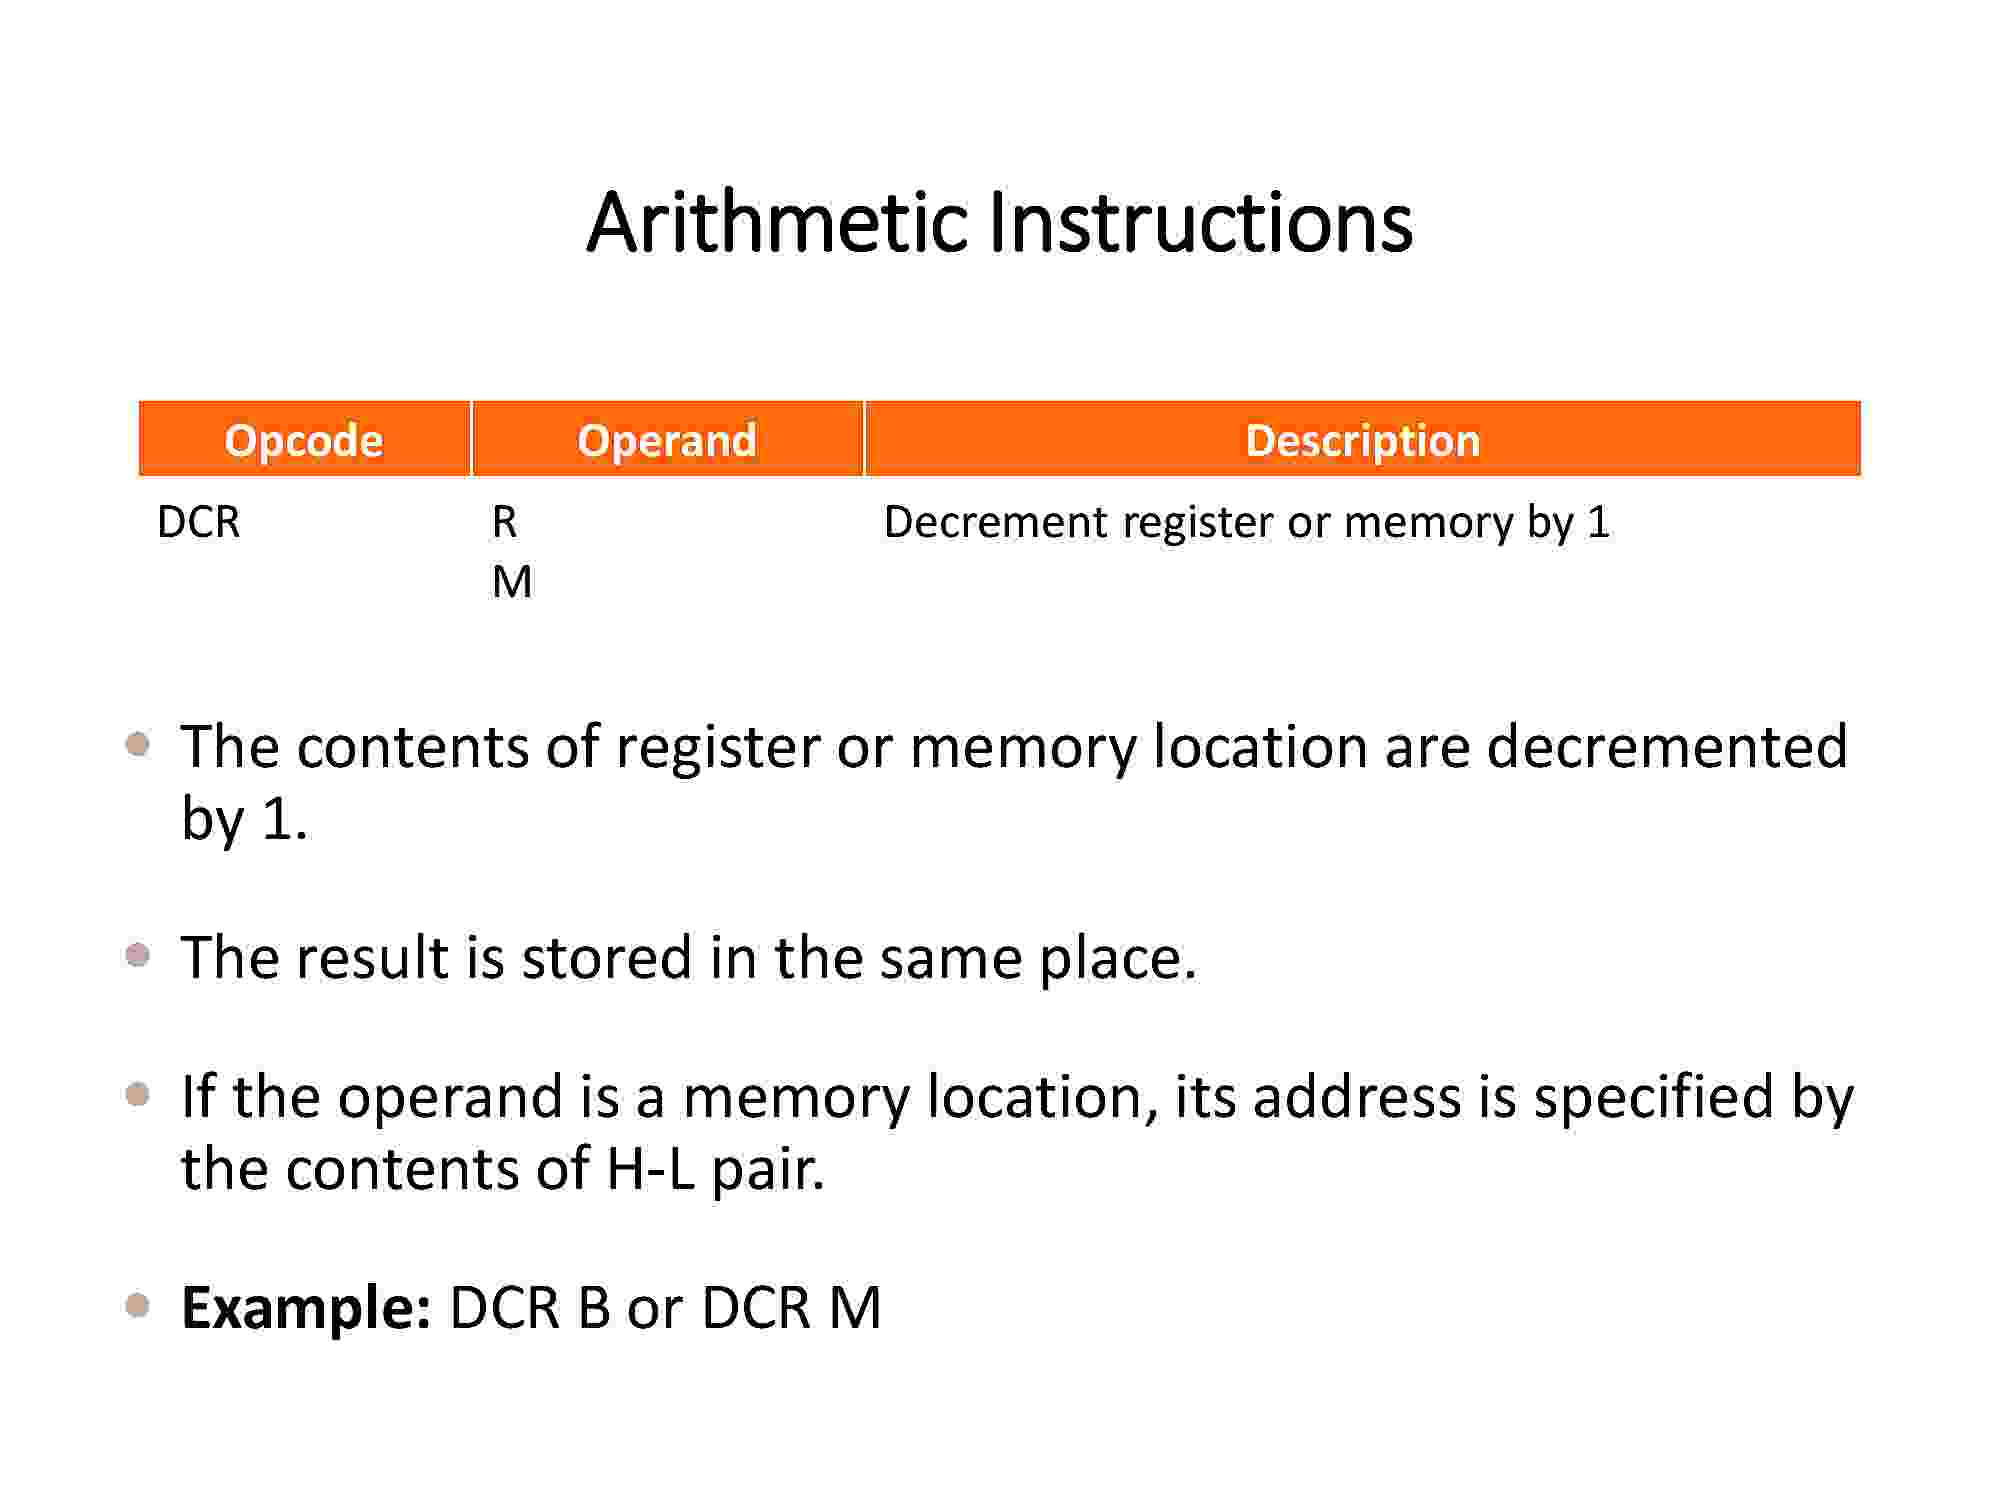 Arithmetic Instructions
Opcode Operand Description
DCR R Decrement register or memory by 1
M
The contents of register or memory location are decremented
by 1.
The result is stored in the same place.
If the operand is a memory location, its address is specified by
the contents of H-L pair.
Example: DCR B or DCR M